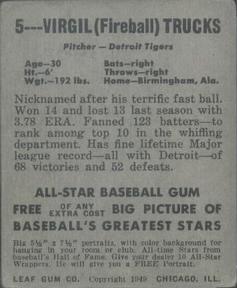 5---VIRGIL (Fireball) TRUCKS
Pitcher — Detroit Tigers
Age—30 Bats—right
Ht.—6' Throws—right
Wgt.—192 lbs. Home—Birmingham, Ala.
Nicknamed after his terrific fast ball.
Won 14 and lost 13 last season with
3.78 ERA. Fanned 123 batters—to
rank among top 10 in the whiffing
department. Has fine lifetime Major
league record—all with Detroit—of
68 victories and 52 defeats.
ALL-STAR BASEBALL GUM
FREE OF ANY EXTRA COST BIG PICTURE OF
BASEBALL'S GREATEST STARS
Big 5½" x 7½" portraits, with color background for
hanging in your room or club. All-time Stars from
baseball's Hall of Fame. Give your dealer 10 All-Star
Wrappers. He will give you a FREE Portrait.
LEAF GUM CO. Copyright 1949 CHICAGO, ILL.